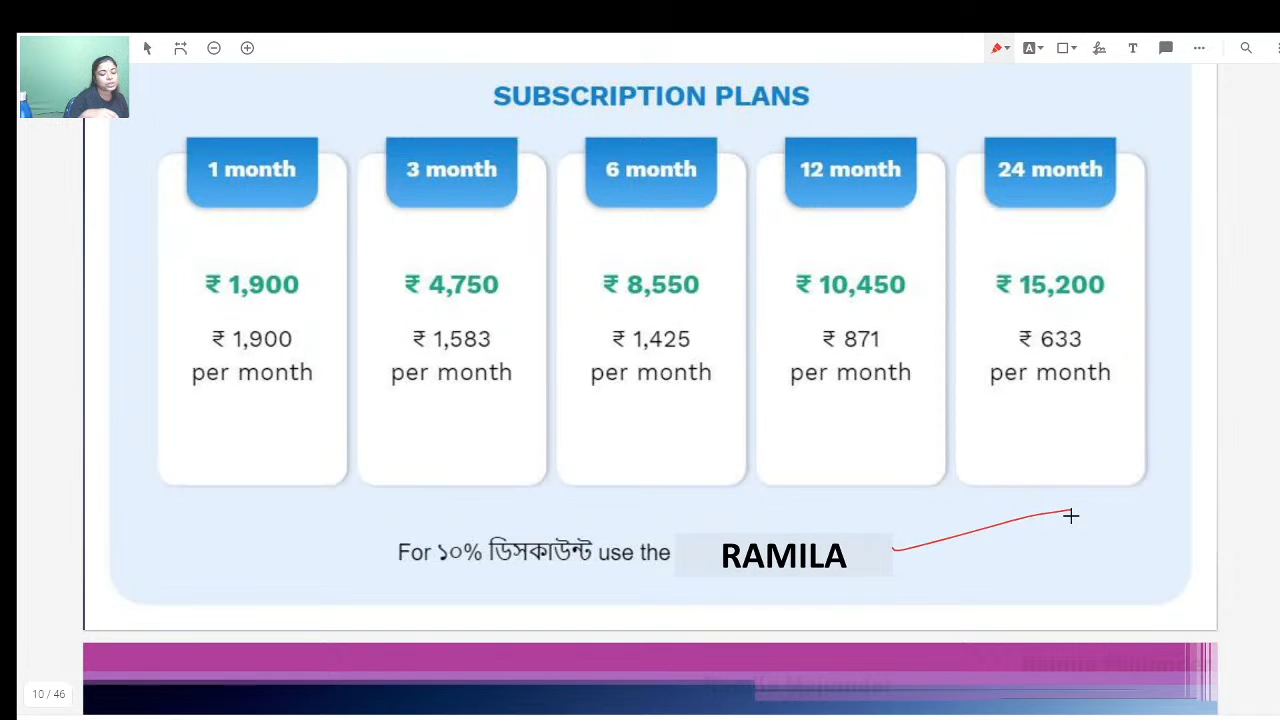 SUBSCRIPTION PLANS
1 month 3 month 6 month 12 month 24 month
₹ 1,900 ₹ 4,750 ₹ 8,550 ₹ 10,450 ₹ 15,200
₹ 1,900 ₹ 1,583 ₹ 1,425 ₹ 871 ₹ 633
per month per month per month per month per month
For ১০% ডিসকাউন্ট use the RAMILA
10 / 46